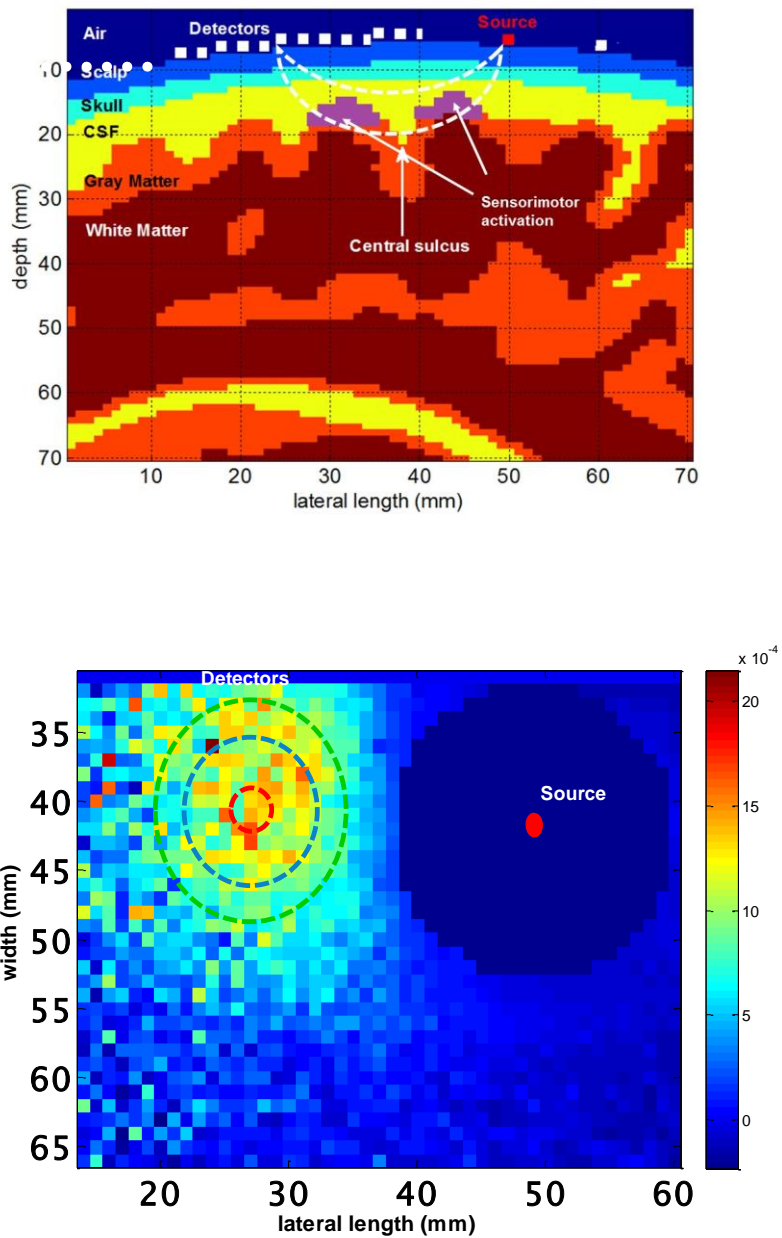 Air
Detectors
Source
Scalp
Skull
CSF
Gray Matter
White Matter
Sensorimotor
activation
Central sulcus
0
20
30
40
50
60
70
depth (mm)
10 20 30 40 50 60 70
lateral length (mm)
x 10-4
Detectors
Source
35
40
45
50
55
60
65
width (mm)
20 30 40 50 60
lateral length (mm)
20
15
10
5
0